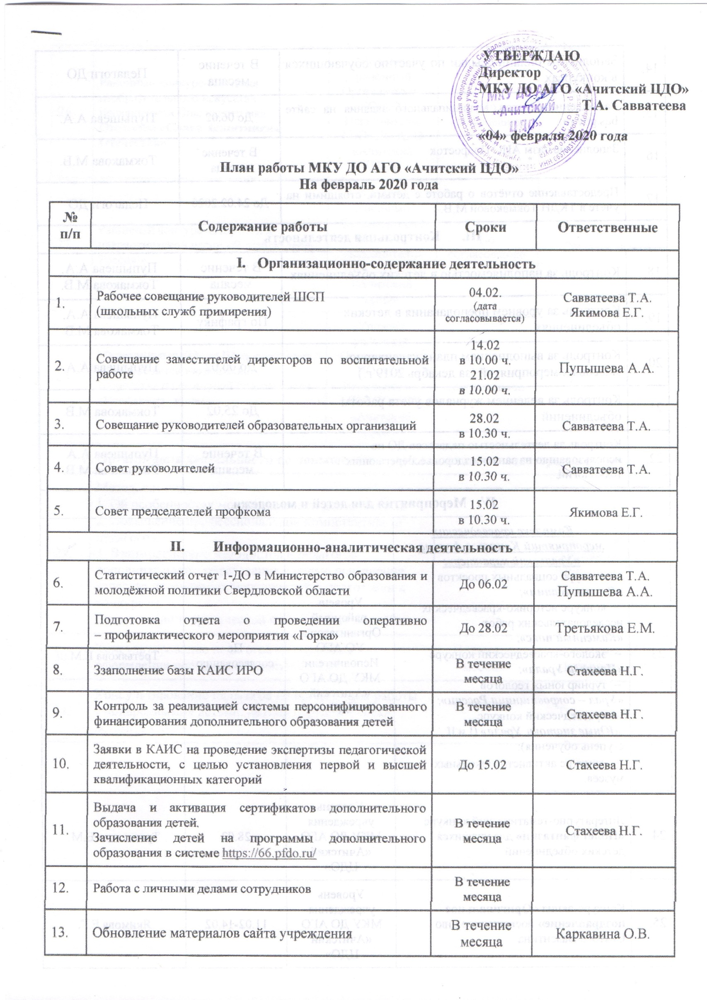 УТВЕРЖДАЮ
Директор
МКУ ДО АГО «Ачитский ЦДО»
Т.А. Савватеева
«04» февраля 2020 года
МКУ ДО АГО
«АЧИТСКИЙ
ЦДО»
План работы МКУ ДО АГО «Ачитский ЦДО»
На февраль 2020 года
№
п/п
Содержание работы
Сроки
Ответственные
I. Организационно-содержание деятельность
1.
Рабочее совещание руководителей ШСП
(школьных служб примирения)
04.02.
(дата
согласовывается)
Савватеева Т.А.
Якимова Е.Г.
2.
Совещание заместителей директоров по воспитательной
работе
14.02
в 10.00 ч.
21.02
в 10.00 ч.
Пупышева А.А.
3.
Совещание руководителей образовательных организаций
28.02
в 10.30 ч.
Савватеева Т.А.
4.
Совет руководителей
15.02
в 10.30 ч.
Савватеева Т.А.
5.
Совет председателей профкома
15.02
в 10.30 ч.
Якимова Е.Г.
II. Информационно-аналитическая деятельность
6.
Статистический отчет 1-ДО в Министерство образования и
молодёжной политики Свердловской области
До 06.02
Савватеева Т.А.
Пупышева А.А.
7.
Подготовка отчета о проведении оперативно
– профилактического мероприятия «Горка»
До 28.02
Третьякова Е.М.
8.
Ззаполнение базы КАИС ИРО
В течение
месяца
Стахеева Н.Г.
9.
Контроль за реализацией системы персонифицированного
финансирования дополнительного образования детей
В течение
месяца
Стахеева Н.Г.
10.
Заявки в КАИС на проведение экспертизы педагогической
деятельности, с целью установления первой и высшей
квалификационных категорий
До 15.02
Стахеева Н.Г.
11.
Выдача и активация сертификатов дополнительного
образования детей.
Зачисление детей на программы дополнительного
образования в системе https://66.pfdo.ru/
В течение
месяца
Стахеева Н.Г.
12.
Работа с личными делами сотрудников
В течение
месяца
13.
Обновление материалов сайта учреждения
В течение
месяца
Каркавина О.В.